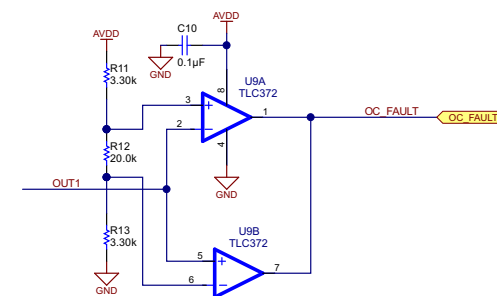 AVDD
C10
AVDD
0.1µF
GND
R11
3.30k
U9A
TLC372
8
3
+
1
OC_FAULT
OC_FAULT
2
−
4
R12
20.0k
GND
OUT1
R13
3.30k
U9B
TLC372
5
+
7
6
−
GND